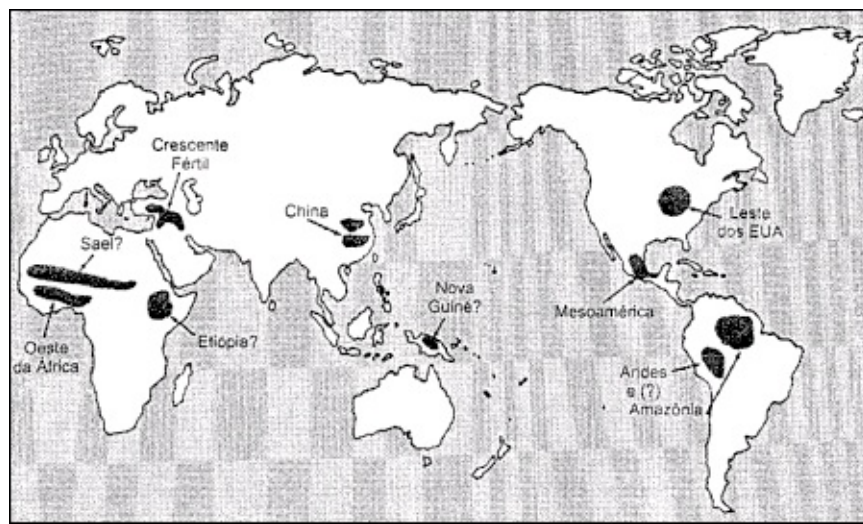 Crescente
Fértil
China
Sael?
Oeste
da África
Etiópia?
Nova
Guiné?
Leste
dos EUA
Mesoamérica
Andes
e (?)
Amazônia